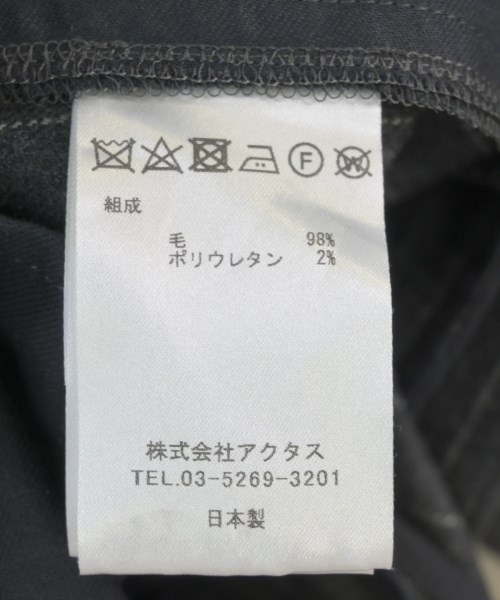 F W
組成
毛 98%
ポリウレタン 2%
株式会社アクタス
TEL.03-5269-3201
日本製